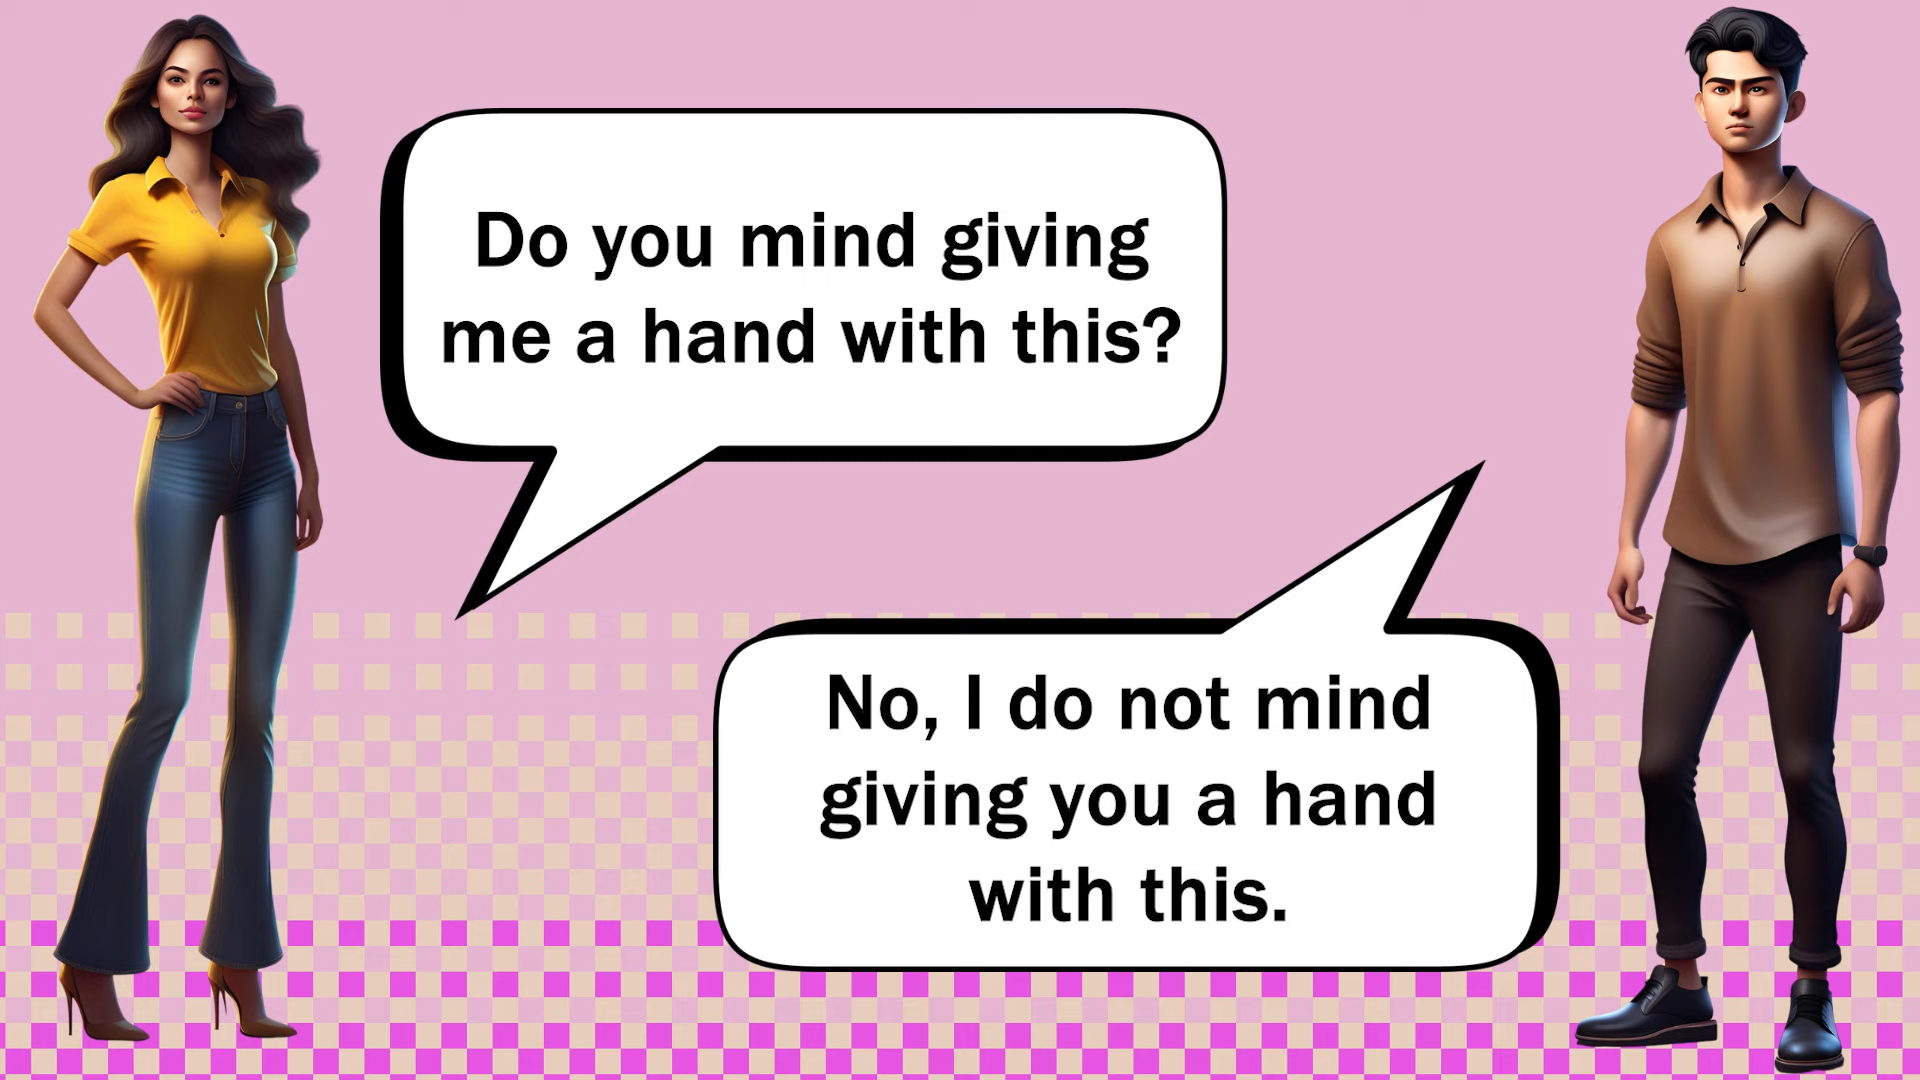 Do you mind giving
me a hand with this?
No, I do not mind
giving you a hand
with this.